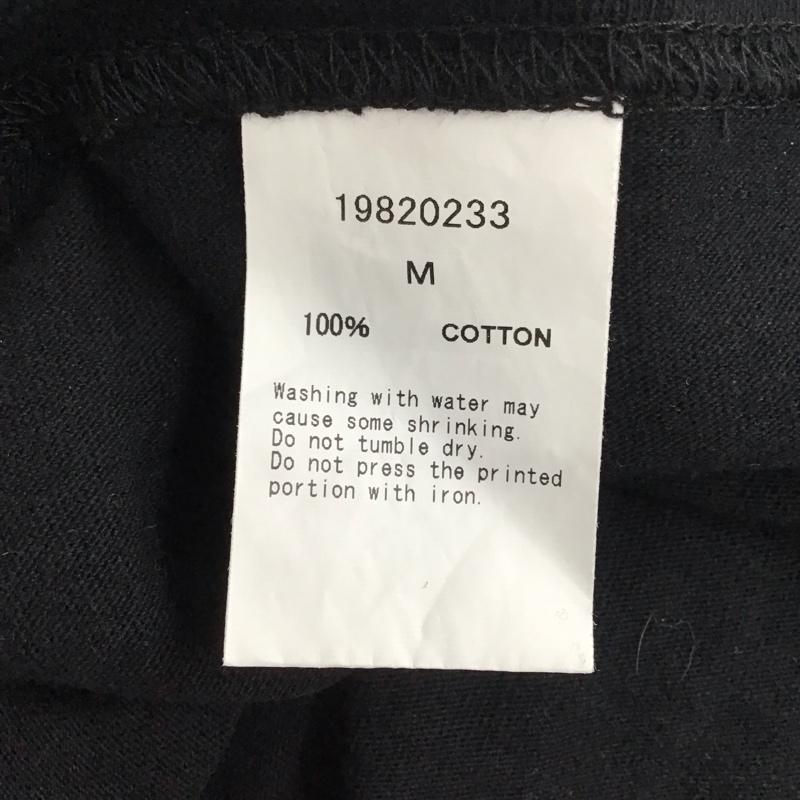 19820233
M
100% COTTON
Washing with water may
cause some shrinking.
Do not tumble dry.
Do not press the printed
portion with iron.